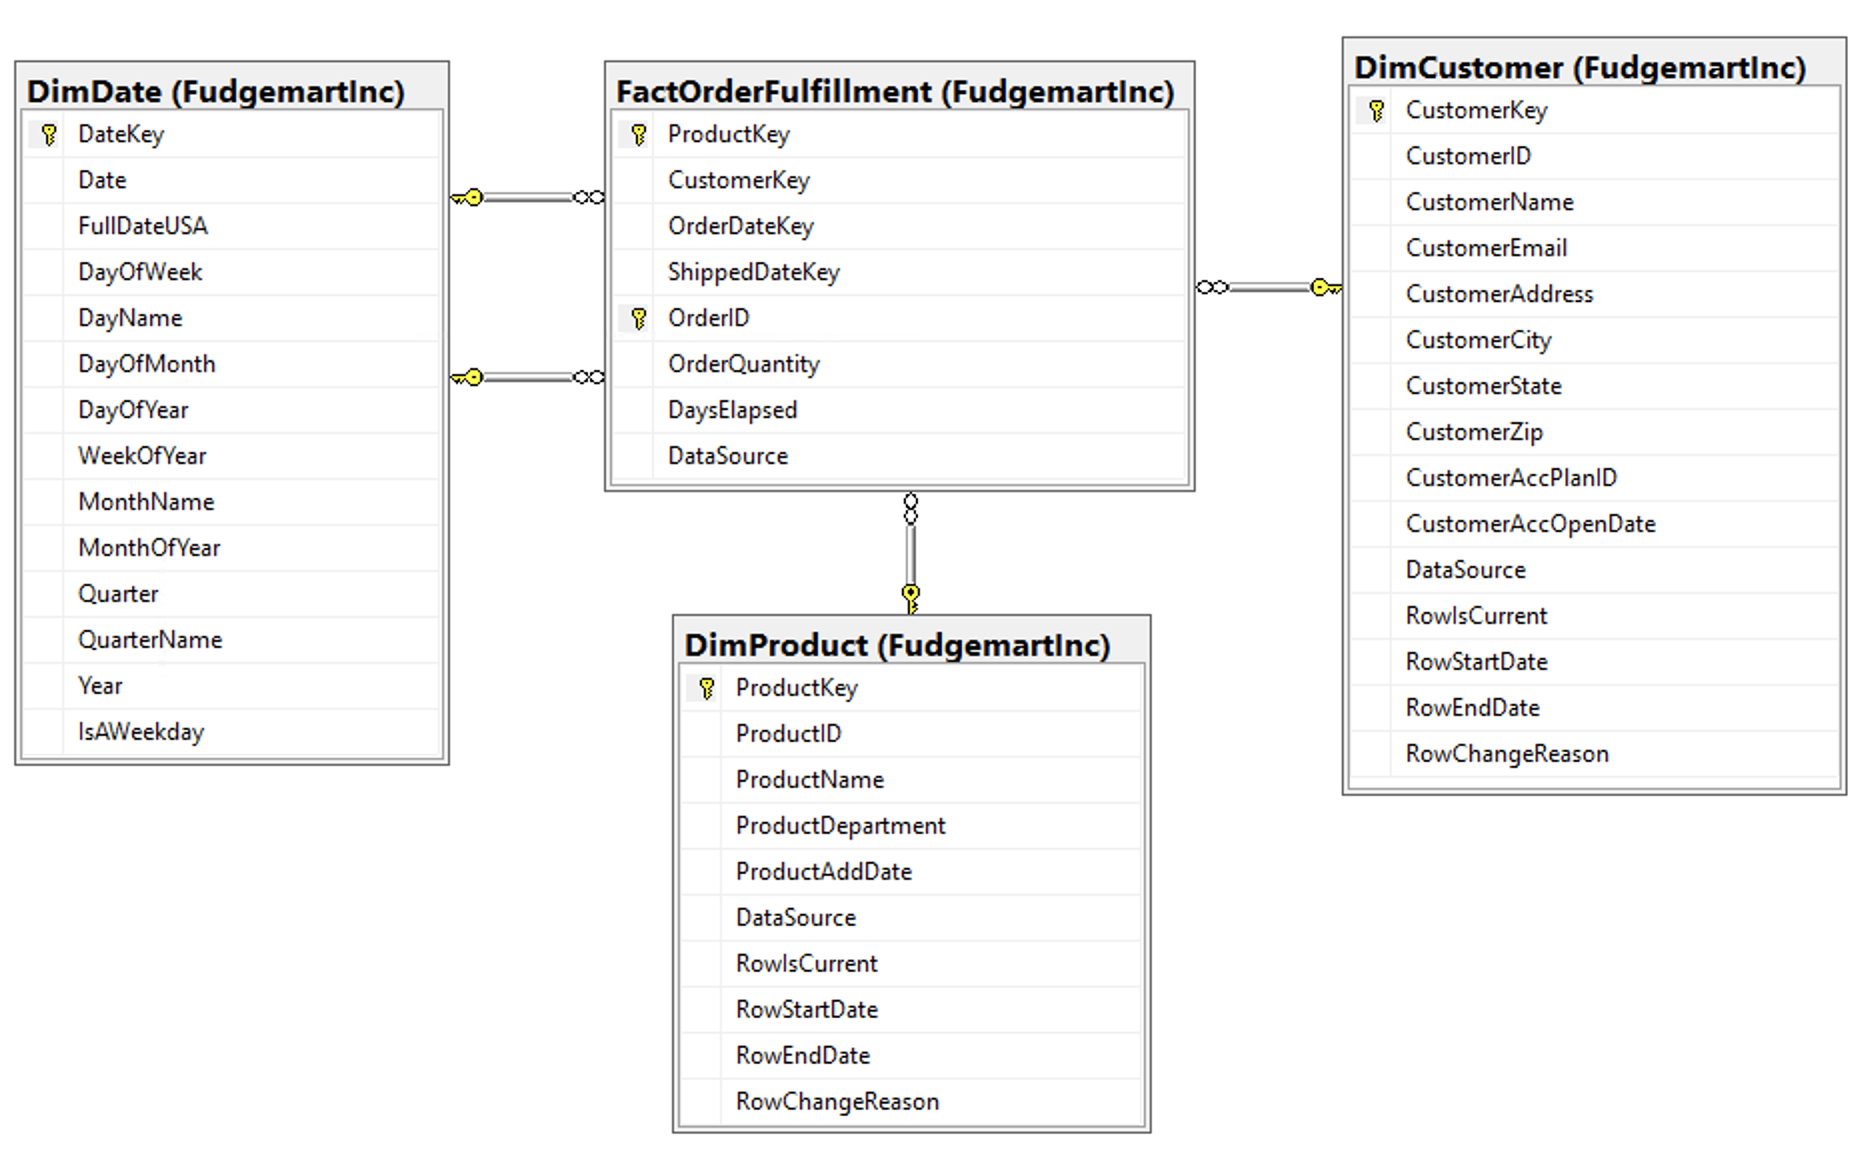 DimDate (FudgemartInc)
DateKey
Date
FullDateUSA
DayOfWeek
DayName
DayOfMonth
DayOfYear
WeekOfYear
MonthName
MonthOfYear
Quarter
QuarterName
Year
IsAWeekday
FactOrderFulfillment (FudgemartInc)
ProductKey
CustomerKey
OrderDateKey
ShippedDateKey
OrderID
OrderQuantity
DaysElapsed
DataSource
DimCustomer (FudgemartInc)
CustomerKey
CustomerID
CustomerName
CustomerEmail
CustomerAddress
CustomerCity
CustomerState
CustomerZip
CustomerAccPlanID
CustomerAccOpenDate
DataSource
RowIsCurrent
RowStartDate
RowEndDate
RowChangeReason
DimProduct (FudgemartInc)
ProductKey
ProductID
ProductName
ProductDepartment
ProductAddDate
DataSource
RowIsCurrent
RowStartDate
RowEndDate
RowChangeReason